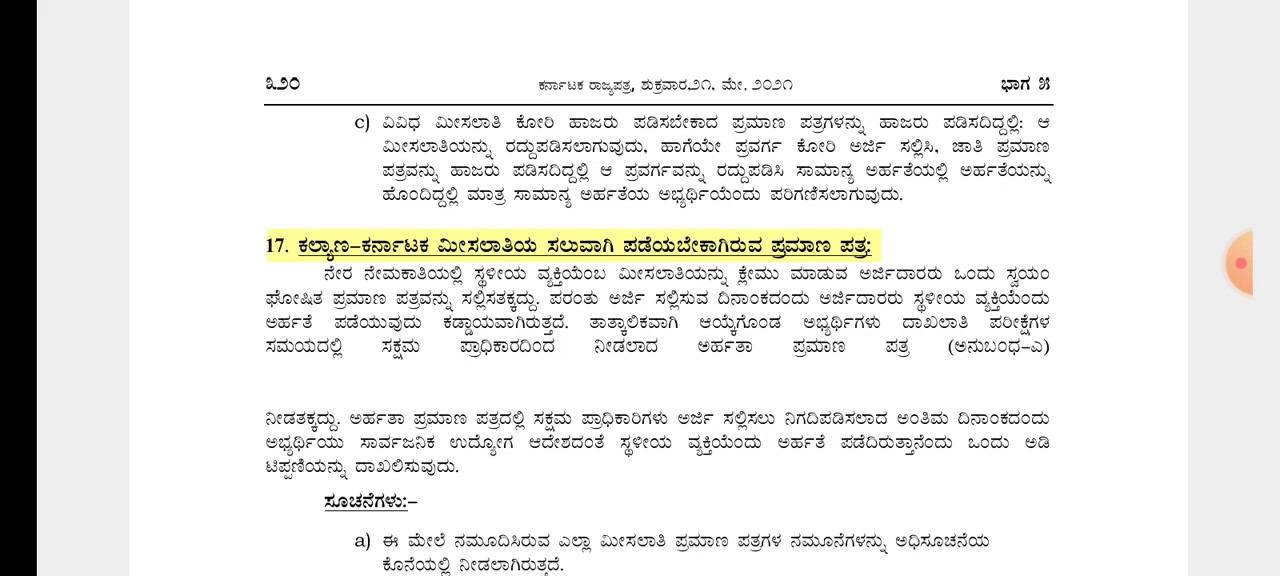 ೩೨೦ ಕರ್ನಾಟಕ ರಾಜ್ಯಪತ್ರ, ಶುಕ್ರವಾರ,೨೧, ಮೇ, ೨೦೨೧ ಭಾಗ ೫
c) ವಿವಿಧ ಮೀಸಲಾತಿ ಕೋರಿ ಹಾಜರು ಪಡಿಸಬೇಕಾದ ಪ್ರಮಾಣ ಪತ್ರಗಳನ್ನು ಹಾಜರು ಪಡಿಸದಿದ್ದಲ್ಲಿ: ಆ
ಮೀಸಲಾತಿಯನ್ನು ರದ್ದುಪಡಿಸಲಾಗುವುದು, ಹಾಗೆಯೇ ಪ್ರವರ್ಗ ಕೋರಿ ಅರ್ಜಿ ಸಲ್ಲಿಸಿ, ಜಾತಿ ಪ್ರಮಾಣ
ಪತ್ರವನ್ನು ಹಾಜರು ಪಡಿಸದಿದ್ದಲ್ಲಿ ಆ ಪ್ರವರ್ಗವನ್ನು ರದ್ದುಪಡಿಸಿ ಸಾಮಾನ್ಯ ಅರ್ಹತೆಯಲ್ಲಿ ಅರ್ಹತೆಯನ್ನು
ಹೊಂದಿದ್ದಲ್ಲಿ ಮಾತ್ರ ಸಾಮಾನ್ಯ ಅರ್ಹತೆಯ ಅಭ್ಯರ್ಥಿಯೆಂದು ಪರಿಗಣಿಸಲಾಗುವುದು.
17. ಕಲ್ಯಾಣ–ಕರ್ನಾಟಕ ಮೀಸಲಾತಿಯ ಸಲುವಾಗಿ ಪಡೆಯಬೇಕಾಗಿರುವ ಪ್ರಮಾಣ ಪತ್ರ:
ನೇರ ನೇಮಕಾತಿಯಲ್ಲಿ ಸ್ಥಳೀಯ ವ್ಯಕ್ತಿಯೆಂಬ ಮೀಸಲಾತಿಯನ್ನು ಕ್ಲೇಮು ಮಾಡುವ ಅರ್ಜಿದಾರರು ಒಂದು ಸ್ವಯಂ
ಘೋಷಿತ ಪ್ರಮಾಣ ಪತ್ರವನ್ನು ಸಲ್ಲಿಸತಕ್ಕದ್ದು. ಪರಂತು ಅರ್ಜಿ ಸಲ್ಲಿಸುವ ದಿನಾಂಕದಂದು ಅರ್ಜಿದಾರರು ಸ್ಥಳೀಯ ವ್ಯಕ್ತಿಯೆಂದು
ಅರ್ಹತೆ ಪಡೆಯುವುದು ಕಡ್ಡಾಯವಾಗಿರುತ್ತದೆ. ತಾತ್ಕಾಲಿಕವಾಗಿ ಆಯ್ಕೆಗೊಂಡ ಅಭ್ಯರ್ಥಿಗಳು ದಾಖಲಾತಿ ಪರೀಕ್ಷೆಗಳ
ಸಮಯದಲ್ಲಿ ಸಕ್ಷಮ ಪ್ರಾಧಿಕಾರದಿಂದ ನೀಡಲಾದ ಅರ್ಹತಾ ಪ್ರಮಾಣ ಪತ್ರ (ಅನುಬಂಧ–ಎ)
ನೀಡತಕ್ಕದ್ದು. ಅರ್ಹತಾ ಪ್ರಮಾಣ ಪತ್ರದಲ್ಲಿ ಸಕ್ಷಮ ಪ್ರಾಧಿಕಾರಿಗಳು ಅರ್ಜಿ ಸಲ್ಲಿಸಲು ನಿಗದಿಪಡಿಸಲಾದ ಅಂತಿಮ ದಿನಾಂಕದಂದು
ಅಭ್ಯರ್ಥಿಯು ಸಾರ್ವಜನಿಕ ಉದ್ಯೋಗ ಆದೇಶದಂತೆ ಸ್ಥಳೀಯ ವ್ಯಕ್ತಿಯೆಂದು ಅರ್ಹತೆ ಪಡೆದಿರುತ್ತಾನೆಂದು ಒಂದು ಅಡಿ
ಟಿಪ್ಪಣಿಯನ್ನು ದಾಖಲಿಸುವುದು.
ಸೂಚನೆಗಳು:–
a) ಈ ಮೇಲೆ ನಮೂದಿಸಿರುವ ಎಲ್ಲಾ ಮೀಸಲಾತಿ ಪ್ರಮಾಣ ಪತ್ರಗಳ ನಮೂನೆಗಳನ್ನು ಅಧಿಸೂಚನೆಯ
ಕೊನೆಯಲ್ಲಿ ನೀಡಲಾಗಿರುತ್ತದೆ.